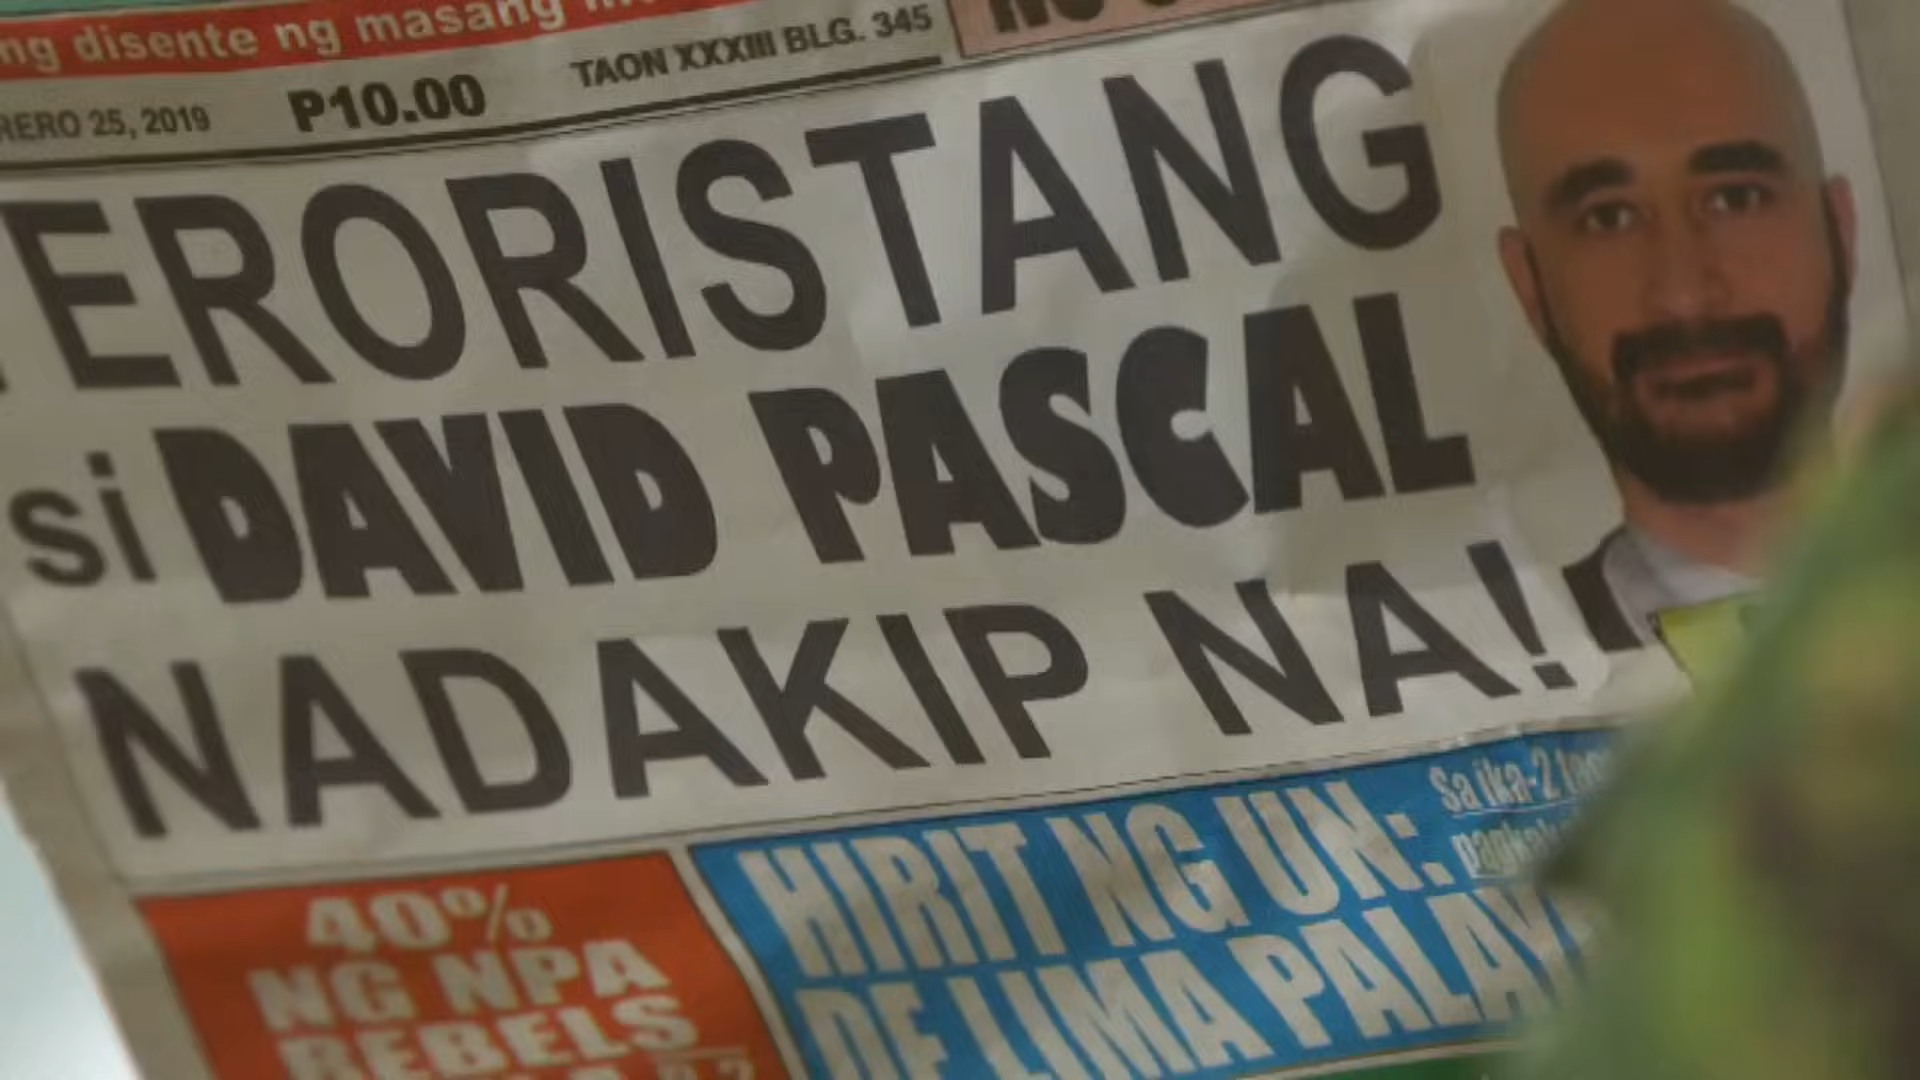 ng disente ng masang
RERO 25, 2019 P10.00 TAON XXXIII BLG. 345
ERORISTANG
si DAVID PASCAL
NADAKIP NA!
40%
NG NPA
REBELS
HIRIT NG UN:
DE LIMA PALAY
Sa ika-2